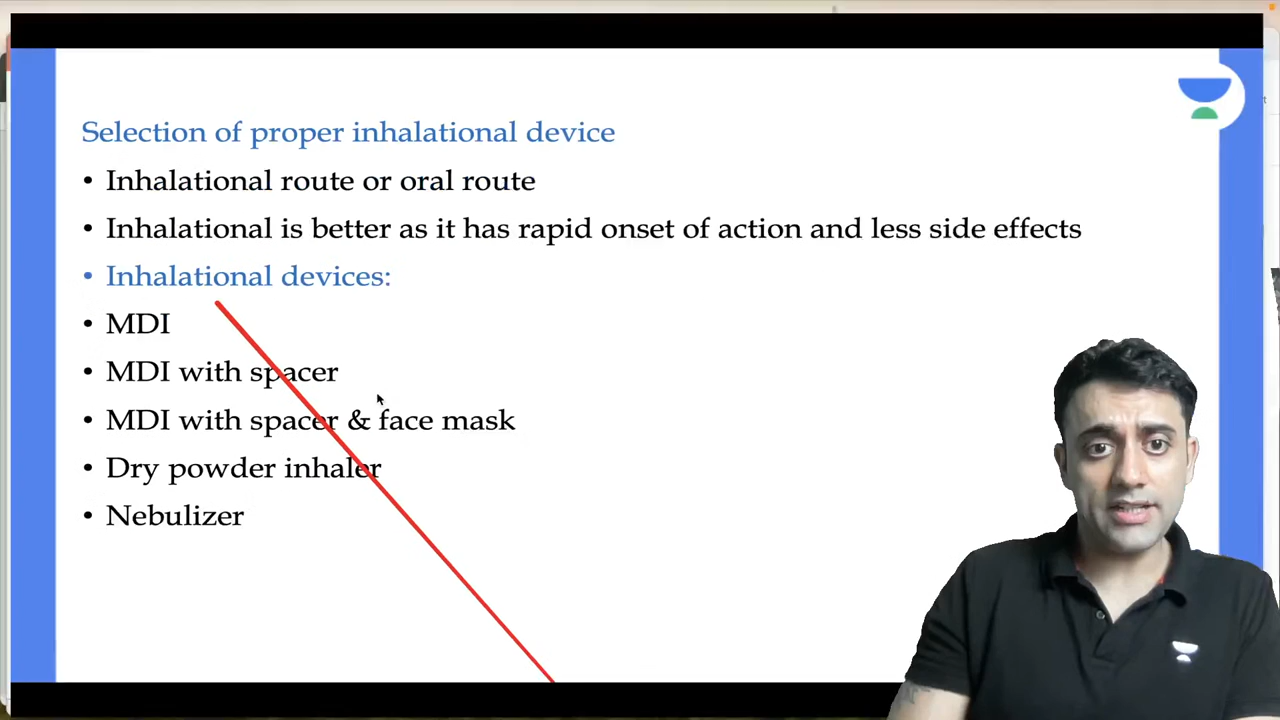 Selection of proper inhalational device
• Inhalational route or oral route
• Inhalational is better as it has rapid onset of action and less side effects
• Inhalational devices:
• MDI
• MDI with spacer
• MDI with spacer & face mask
• Dry powder inhaler
• Nebulizer